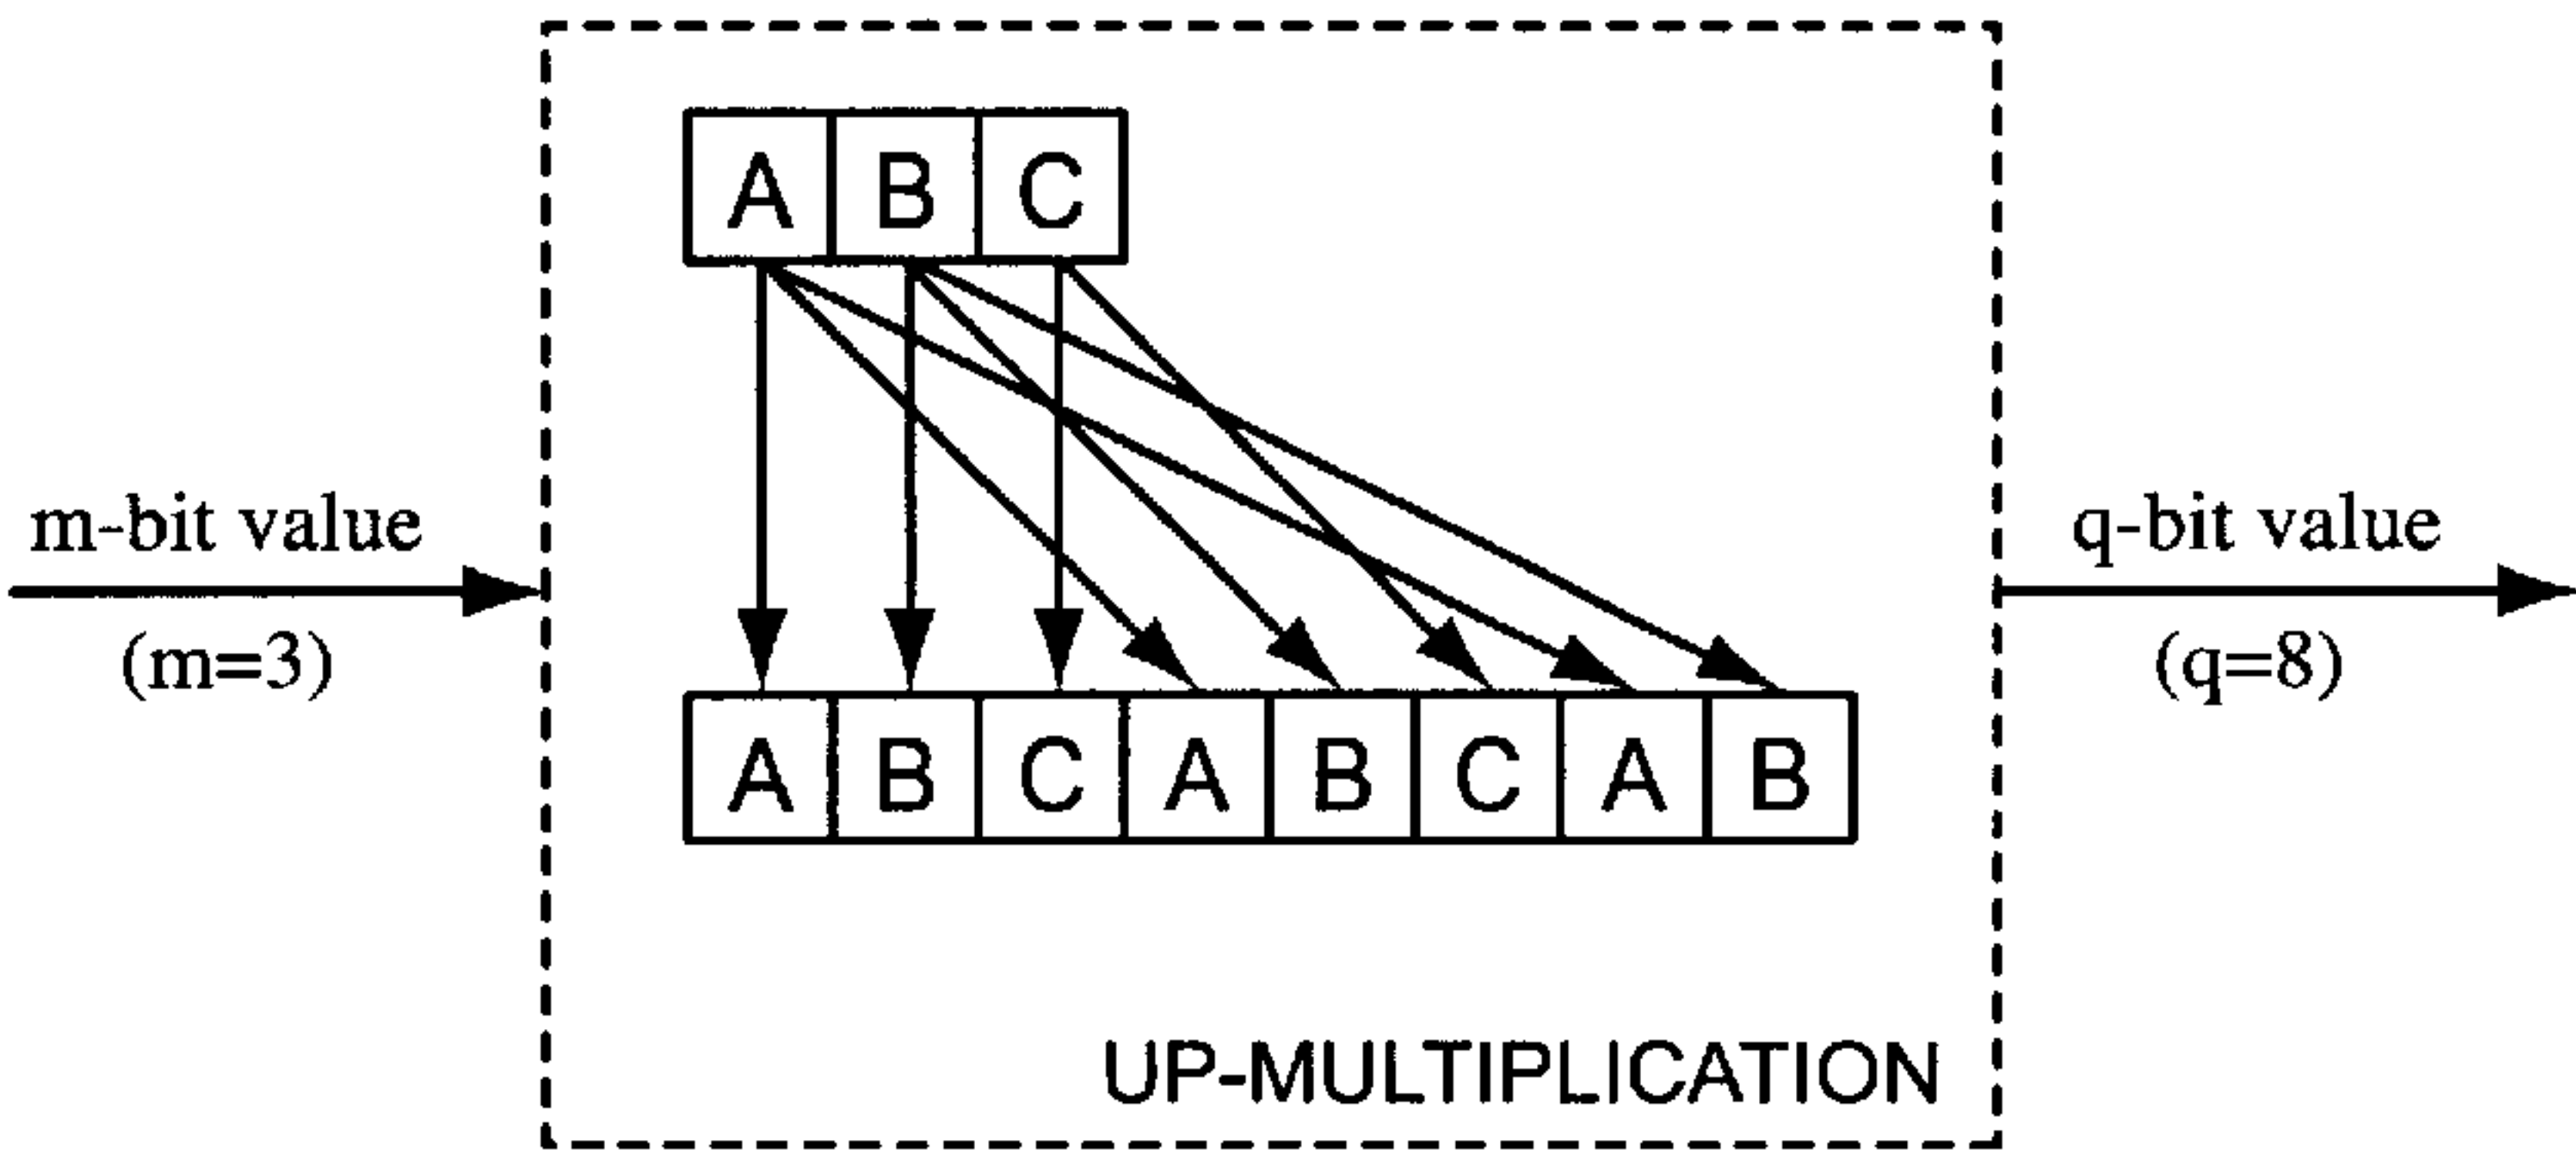 A B C
m-bit value
(m=3)
q-bit value
(q=8)
A B C A B C A B
UP-MULTIPLICATION